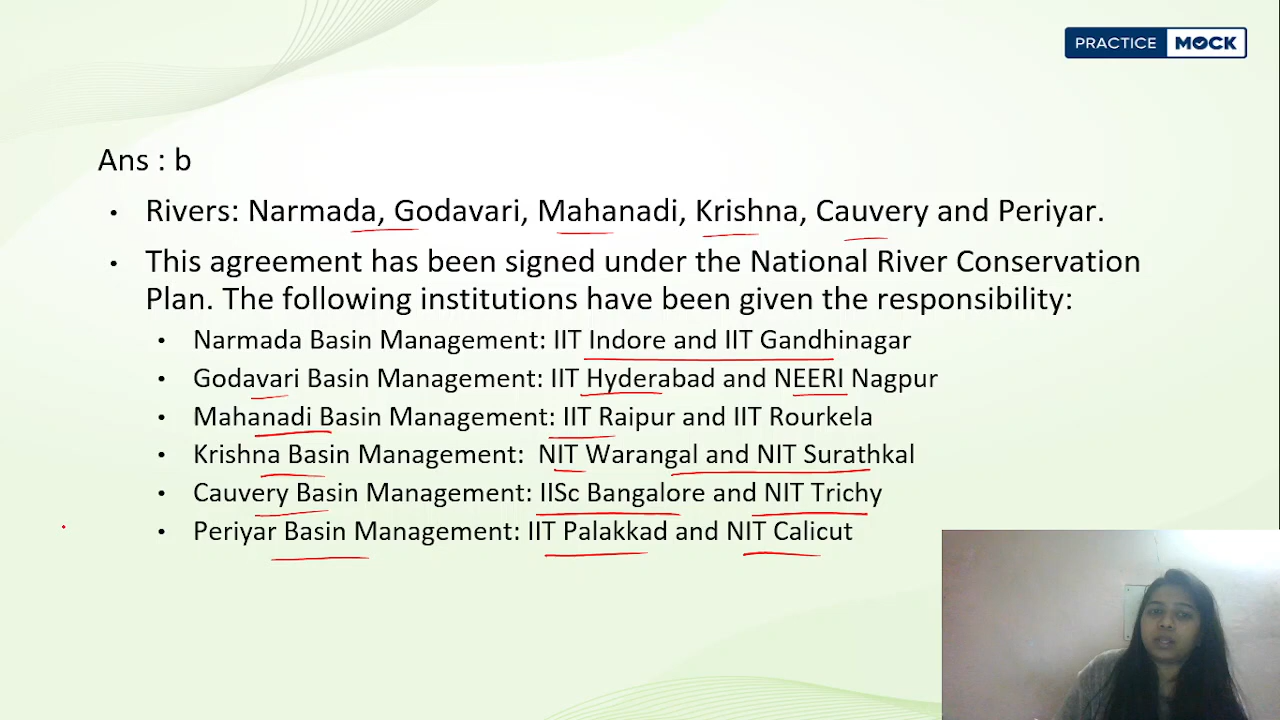 PRACTICE MOCK
Ans : b
• Rivers: Narmada, Godavari, Mahanadi, Krishna, Cauvery and Periyar.
• This agreement has been signed under the National River Conservation
Plan. The following institutions have been given the responsibility:
• Narmada Basin Management: IIT Indore and IIT Gandhinagar
• Godavari Basin Management: IIT Hyderabad and NEERI Nagpur
• Mahanadi Basin Management: IIT Raipur and IIT Rourkela
• Krishna Basin Management: NIT Warangal and NIT Surathkal
• Cauvery Basin Management: IISc Bangalore and NIT Trichy
• Periyar Basin Management: IIT Palakkad and NIT Calicut